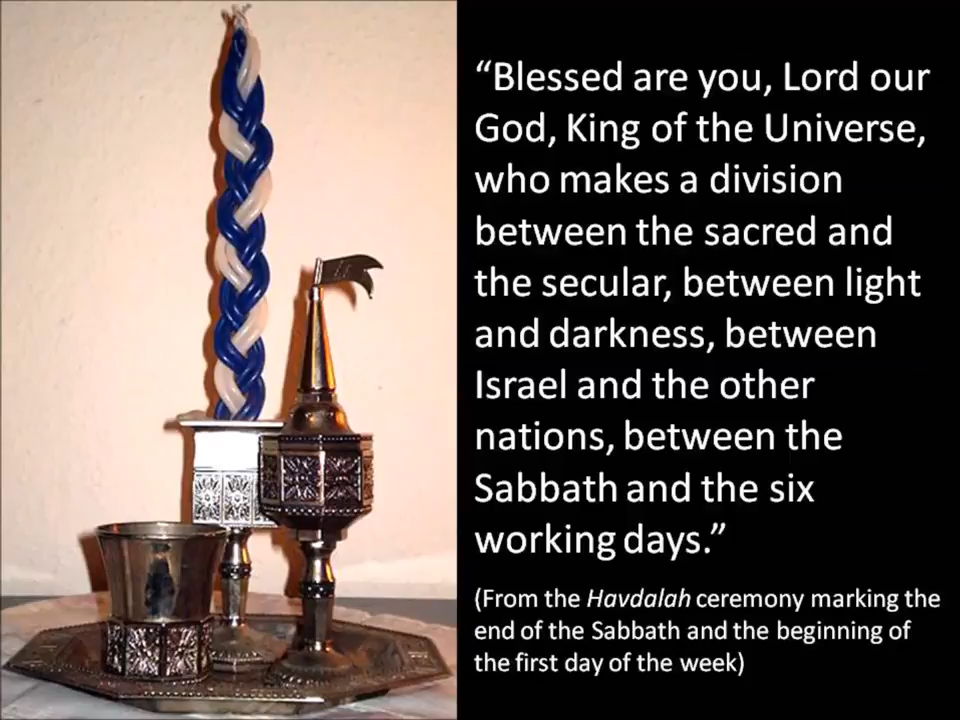 “Blessed are you, Lord our
God, King of the Universe,
who makes a division
between the sacred and
the secular, between light
and darkness, between
Israel and the other
nations, between the
Sabbath and the six
working days.”
(From the Havdalah ceremony marking the
end of the Sabbath and the beginning of
the first day of the week)